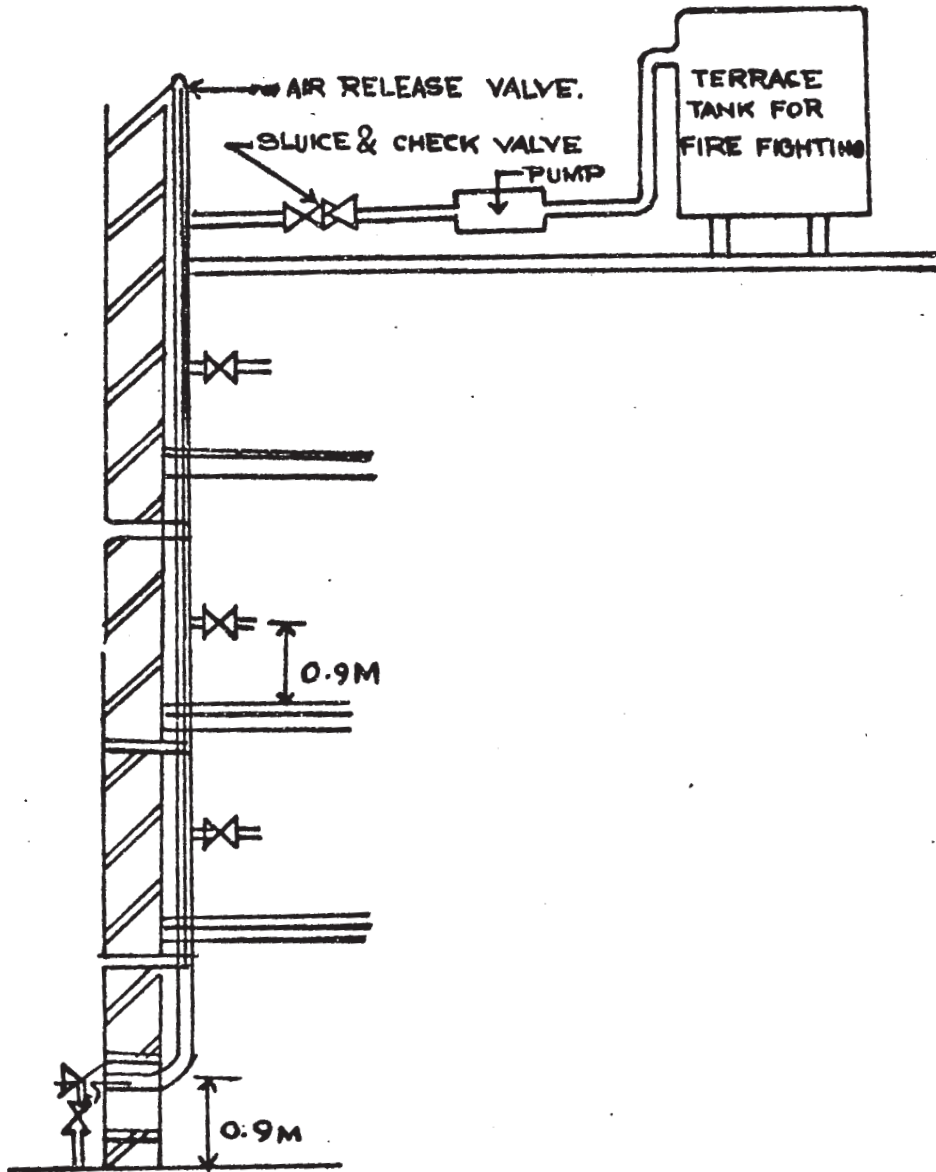 AIR RELEASE VALVE.
SLUICE & CHECK VALVE
PUMP
TERRACE
TANK FOR
FIRE FIGHTING
0.9M
0.9M